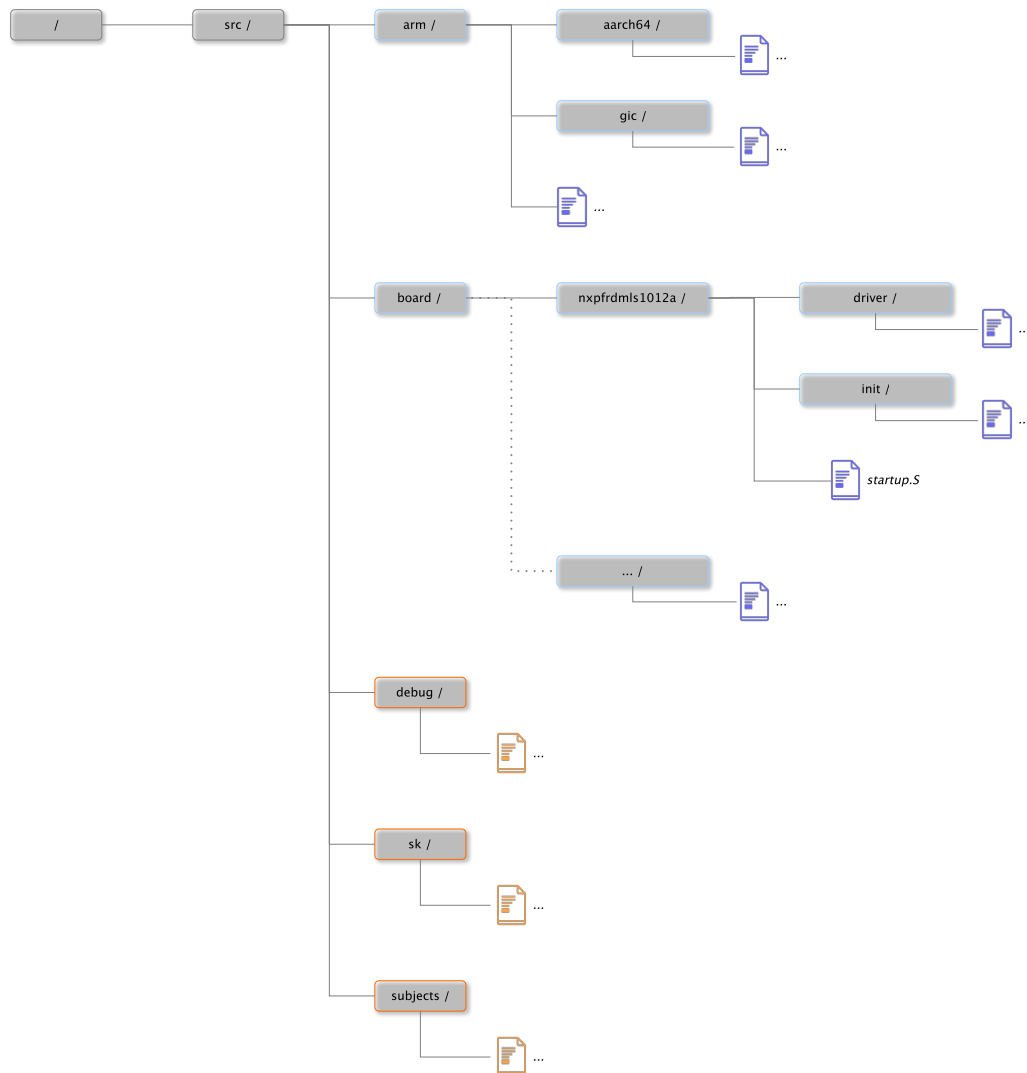 /
src /
arm /
aarch64 /
...
gic /
...
...
board /
nxpfrdmls1012a /
driver /
..
init /
..
startup.S
... /
...
debug /
...
sk /
...
subjects /
...